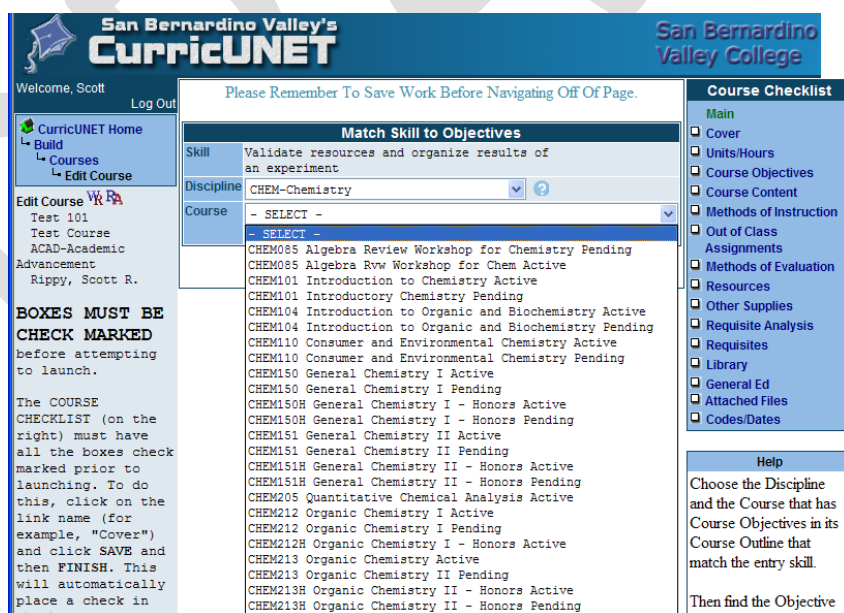 San Bernardino Valley's
CurricUNET
San Bernardino
Valley College
Welcome, Scott
Log Out
CurricUNET Home
Build
Courses
Edit Course
Edit Course WR RA
Test 101
Test Course
ACAD-Academic
Advancement
Rippy, Scott R.
BOXES MUST BE
CHECK MARKED
before attempting
to launch.
The COURSE
CHECKLIST (on the
right) must have
all the boxes check
marked prior to
launching. To do
this, click on the
link name (for
example, "Cover")
and click SAVE and
then FINISH. This
will automatically
place a check in
Please Remember To Save Work Before Navigating Off Of Page.
Match Skill to Objectives
Skill Validate resources and organize results of
an experiment
Discipline CHEM-Chemistry
Course - SELECT -
- SELECT -
CHEM085 Algebra Review Workshop for Chemistry Pending
CHEM085 Algebra Rvw Workshop for Chem Active
CHEM101 Introduction to Chemistry Active
CHEM101 Introductory Chemistry Pending
CHEM104 Introduction to Organic and Biochemistry Active
CHEM104 Introduction to Organic and Biochemistry Pending
CHEM110 Consumer and Environmental Chemistry Active
CHEM110 Consumer and Environmental Chemistry Pending
CHEM150 General Chemistry I Active
CHEM150 General Chemistry I Pending
CHEM150H General Chemistry I - Honors Active
CHEM150H General Chemistry I - Honors Pending
CHEM151 General Chemistry II Active
CHEM151 General Chemistry II Pending
CHEM151H General Chemistry II - Honors Active
CHEM151H General Chemistry II - Honors Pending
CHEM205 Quantitative Chemical Analysis Active
CHEM212 Organic Chemistry I Active
CHEM212 Organic Chemistry I Pending
CHEM212H Organic Chemistry I - Honors Active
CHEM213 Organic Chemistry Active
CHEM213 Organic Chemistry II Pending
CHEM213H Organic Chemistry II - Honors Active
CHEM213H Organic Chemistry II - Honors Pending
Course Checklist
Main
Cover
Units/Hours
Course Objectives
Course Content
Methods of Instruction
Out of Class
Assignments
Methods of Evaluation
Resources
Other Supplies
Requisite Analysis
Requisites
Library
General Ed
Attached Files
Codes/Dates
Help
Choose the Discipline
and the Course that has
Course Objectives in its
Course Outline that
match the entry skill.
Then find the Objective